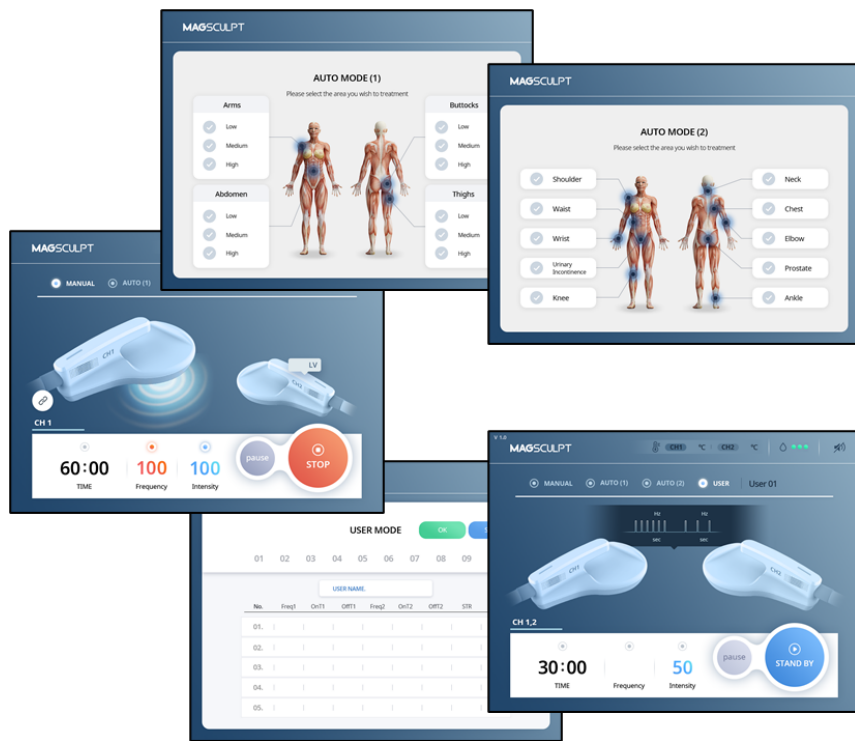 MAGSCULPT
AUTO MODE (1)
Please select the area you wish to treatment
Arms
Low
Medium
High
Abdomen
Low
Medium
High
Buttocks
Low
Medium
High
Thighs
Low
Medium
High
MAGSCULPT
AUTO MODE (2)
Please select the area you wish to treatment
Shoulder
Waist
Wrist
Urinary
Incontinence
Knee
Neck
Chest
Elbow
Prostate
Ankle
MAGSCULPT
MANUAL AUTO (1)
CH1
CH2
LV
CH 1
60:00 100 100
TIME Frequency Intensity
pause
STOP
USER MODE OK
01 02 03 04 05 06 07 08 09
USER NAME.
No. Freq1 OnT1 OffT1 Freq2 OnT2 OffT2 STR
01.
02.
03.
04.
05.
V 1.0
MAGSCULPT
CH1 °C CH2 °C
MANUAL AUTO (1) AUTO (2) USER User 01
HZ HZ
SEC SEC
CH1
CH2
CH 1,2
30:00 50
TIME Frequency Intensity
pause
STAND BY